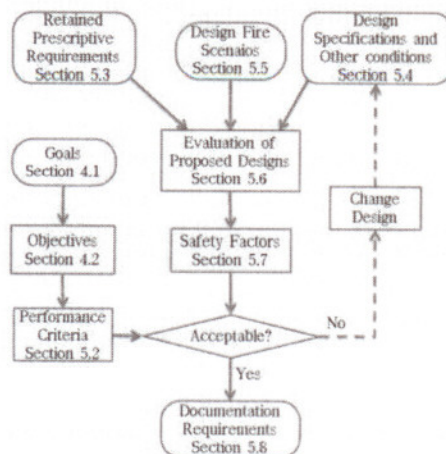 Retained
Prescriptive
Requirements
Section 5.3
Design Fire
Scenaios
Section 5.5
Design
Specifications and
Other conditions
Section 5.4
Evaluation of
Proposed Designs
Section 5.6
Goals
Section 4.1
Change
Design
Objectives
Section 4.2
Safety Factors
Section 5.7
Performance
Criteria
Section 5.2
Acceptable?
No
Yes
Documentation
Requirements
Section 5.8